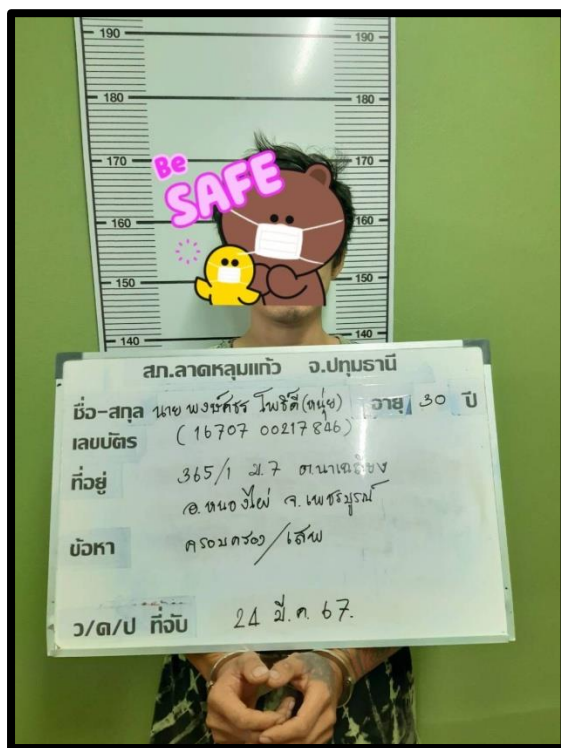 190 190
180 180
170 170
Be
SAFE
160 160
150 150
140 140
สภ.ลาดหลุมแก้ว จ.ปทุมธานี
ชื่อ-สกุล นาย พงษ์ศธร โพธิ์ดี (หนุ่ย) อายุ 30 ปี
เลขบัตร (16707 00217846)
ที่อยู่ 365/1 ม.7 ต.นาเฉลียง
อ.หนองไผ่ จ.เพชรบูรณ์
ข้อหา ครอบครอง/เสพ
ว/ด/ป ที่จับ 24 มี.ค. 67.